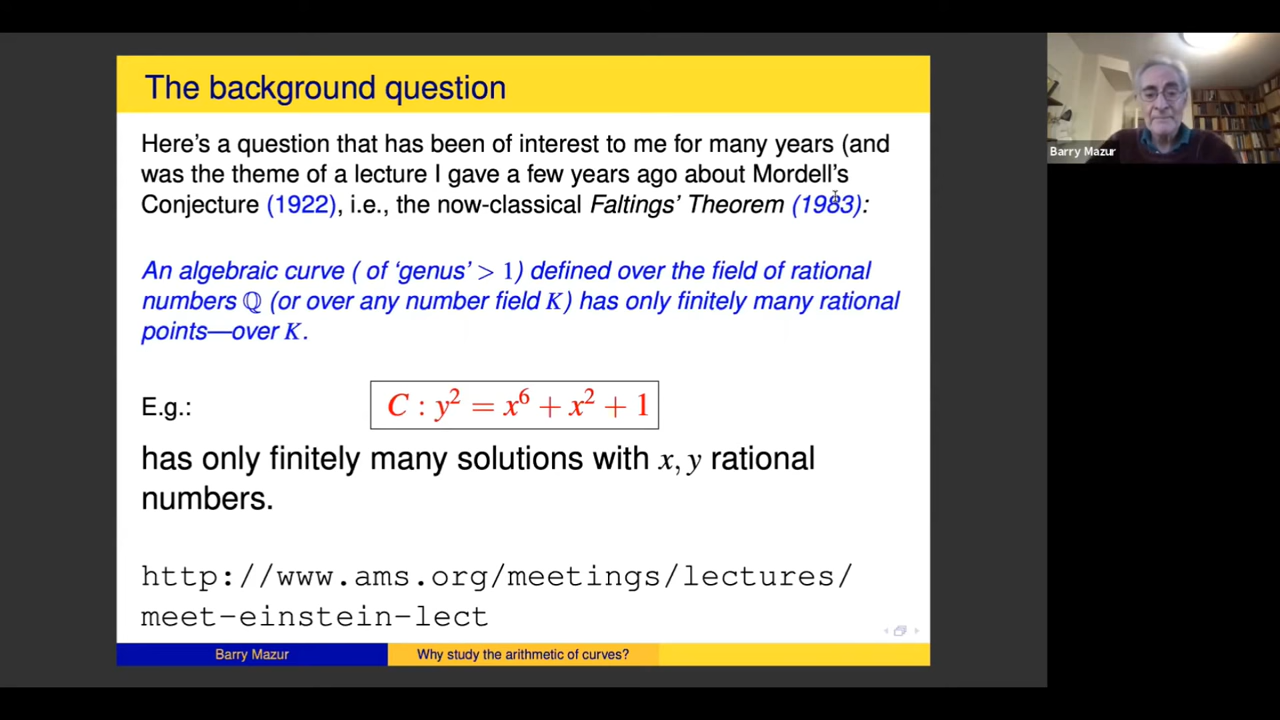 The background question
Here's a question that has been of interest to me for many years (and
was the theme of a lecture I gave a few years ago about Mordell's
Conjecture (1922), i.e., the now-classical Faltings' Theorem (1983):
An algebraic curve ( of 'genus' > 1) defined over the field of rational
numbers ℚ (or over any number field K) has only finitely many rational
points—over K.
E.g.:
C : y² = x⁶ + x² + 1
has only finitely many solutions with x, y rational
numbers.
http://www.ams.org/meetings/lectures/
meet-einstein-lect
Barry Mazur
Why study the arithmetic of curves?
Barry Mazur